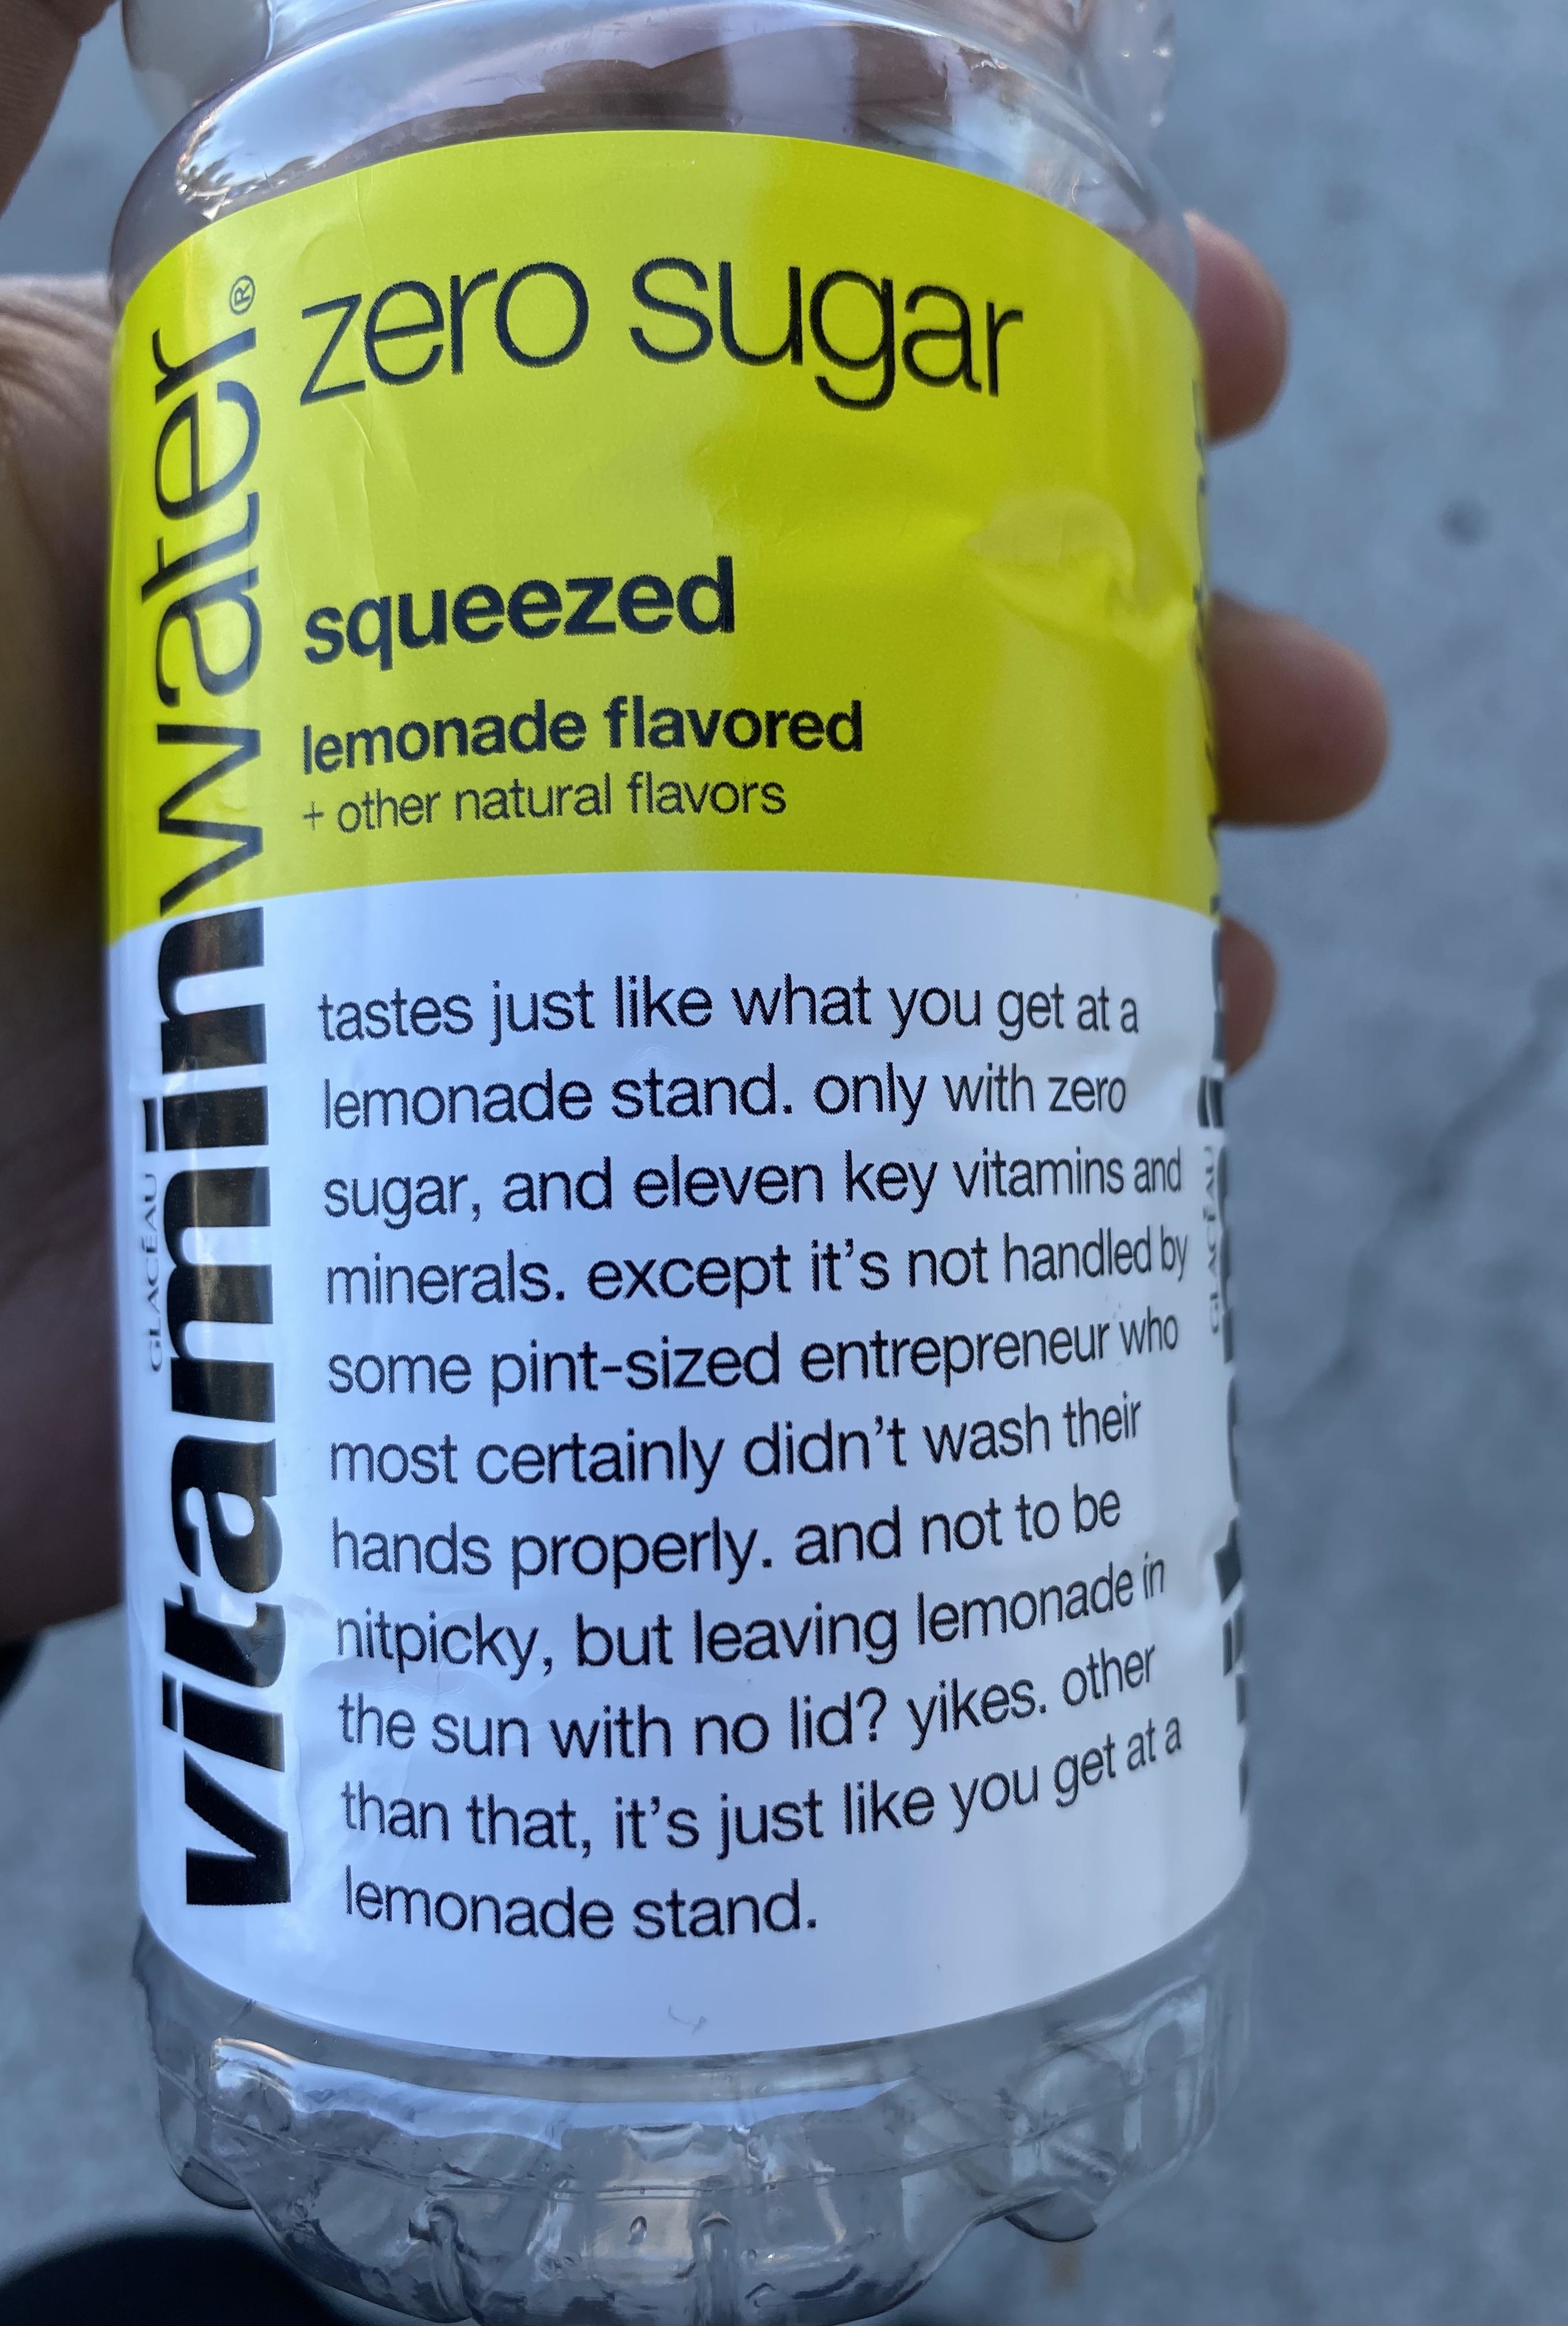 zero sugar
squeezed
lemonade flavored
+ other natural flavors
GLACÉAU
vitaminwater®
tastes just like what you get at a
lemonade stand. only with zero
sugar, and eleven key vitamins and
minerals. except it's not handled by
some pint-sized entrepreneur who
most certainly didn't wash their
hands properly. and not to be
nitpicky, but leaving lemonade in
the sun with no lid? yikes. other
than that, it's just like you get at a
lemonade stand.
GLACÉAU